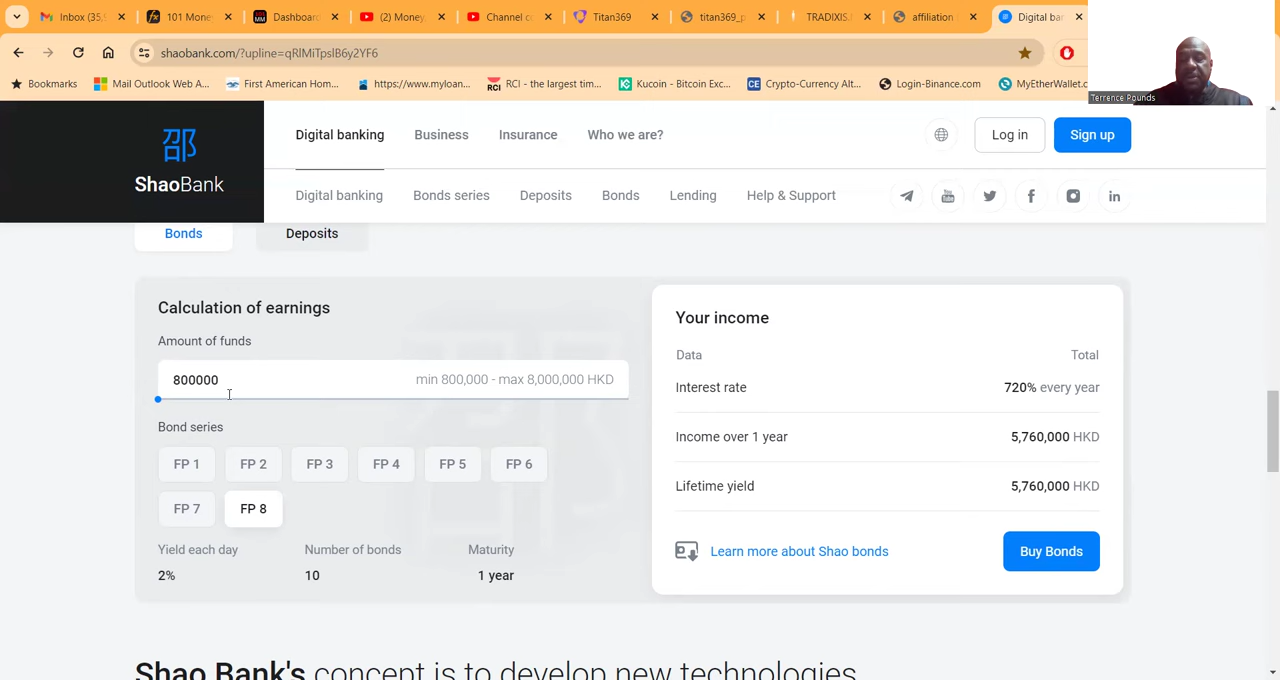 Inbox (35,
101 Mone
Dashboar
(2) Money
Channel c
Titan369
titan369_p
TRADIXIS.
affiliation
Digital ba
shaobank.com/?upline=qRlMiTpslB6y2YF6
Bookmarks
Mail Outlook Web A...
First American Hom...
https://www.myloan...
RCI - the largest tim...
Kucoin - Bitcoin Exc...
Crypto-Currency Alt...
Login-Binance.com
MyEtherWallet.co
Terrence Pounds
邵
ShaoBank
Digital banking
Business
Insurance
Who we are?
Log in
Sign up
Digital banking
Bonds series
Deposits
Bonds
Lending
Help & Support
Bonds
Deposits
Calculation of earnings
Amount of funds
800000
min 800,000 - max 8,000,000 HKD
Bond series
FP 1
FP 2
FP 3
FP 4
FP 5
FP 6
FP 7
FP 8
Yield each day
Number of bonds
Maturity
2%
10
1 year
Your income
Data
Total
Interest rate
720% every year
Income over 1 year
5,760,000 HKD
Lifetime yield
5,760,000 HKD
Learn more about Shao bonds
Buy Bonds
Shao Bank's concept is to develop new technologies